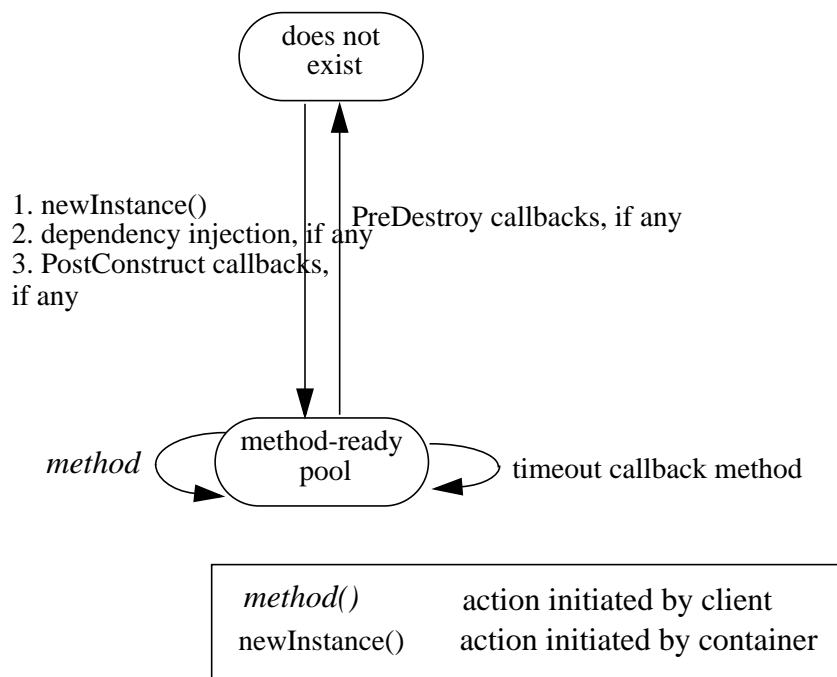 does not
exist
1. newInstance()
2. dependency injection, if any
3. PostConstruct callbacks,
if any
PreDestroy callbacks, if any
method-ready
pool
method
timeout callback method
method() action initiated by client
newInstance() action initiated by container